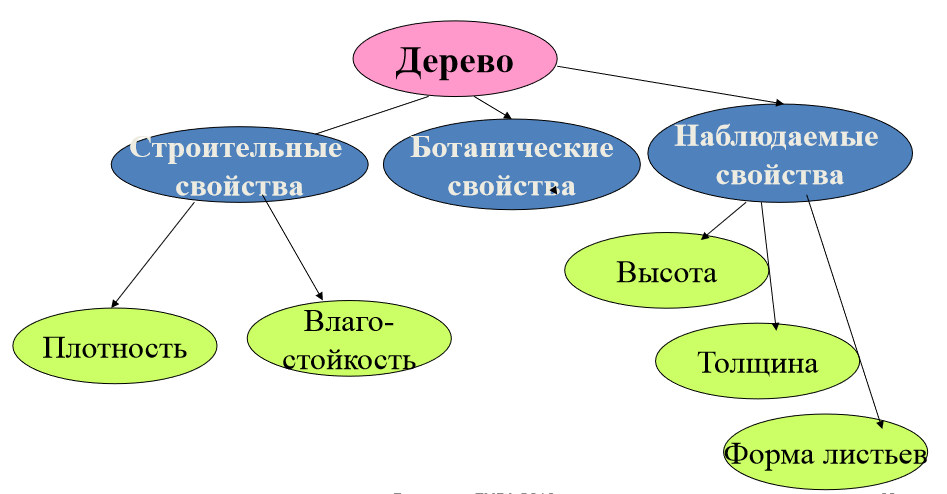 Дерево
Строительные
свойства
Ботанические
свойства
Наблюдаемые
свойства
Высота
Плотность
Влаго-
стойкость
Толщина
Форма листьев